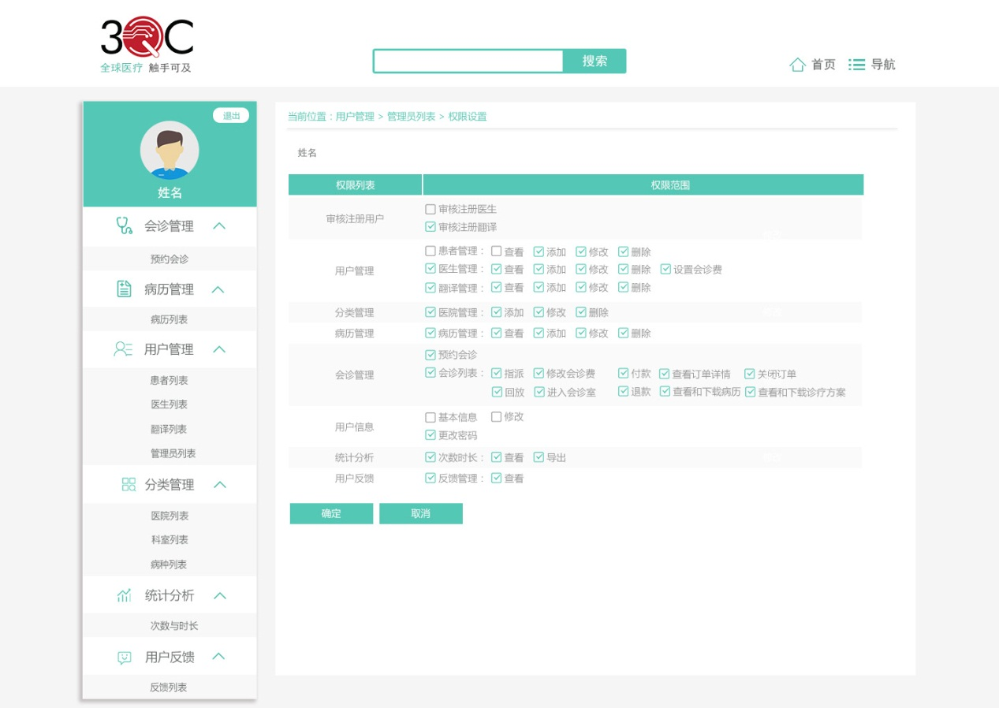 3QC
全球医疗 触手可及
搜索
首页 导航
退出
姓名
会诊管理
预约会诊
病历管理
病历列表
用户管理
患者列表
医生列表
翻译列表
管理员列表
分类管理
医院列表
科室列表
病种列表
统计分析
次数与时长
用户反馈
反馈列表
当前位置：用户管理 > 管理员列表 > 权限设置
姓名
权限列表 权限范围
审核注册用户
审核注册医生
审核注册翻译
用户管理
患者管理： 查看 添加 修改 删除
医生管理： 查看 添加 修改 删除 设置会诊费
翻译管理： 查看 添加 修改 删除
分类管理 医院管理： 添加 修改 删除
病历管理 病历管理： 查看 添加 修改 删除
会诊管理
预约会诊
会诊列表： 指派 修改会诊费 付款 查看订单详情 关闭订单
回放 进入会诊室 退款 查看和下载病历 查看和下载诊疗方案
用户信息
基本信息 修改
更改密码
统计分析 次数时长： 查看 导出
用户反馈 反馈管理： 查看
确定 取消